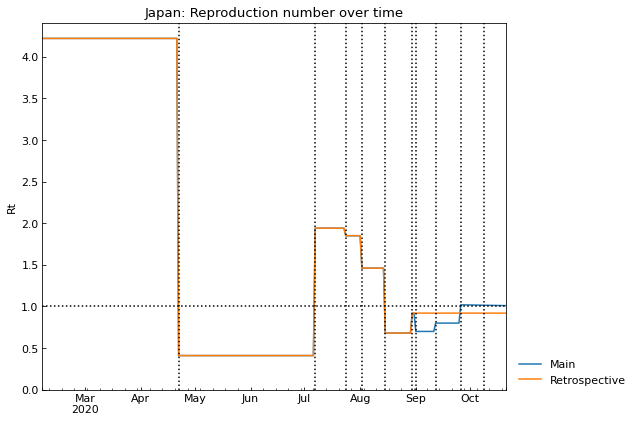 Japan: Reproduction number over time
Rt
4.0
3.5
3.0
2.5
2.0
1.5
1.0
0.5
0.0
Mar Apr May Jun Jul Aug Sep Oct
2020
Main
Retrospective